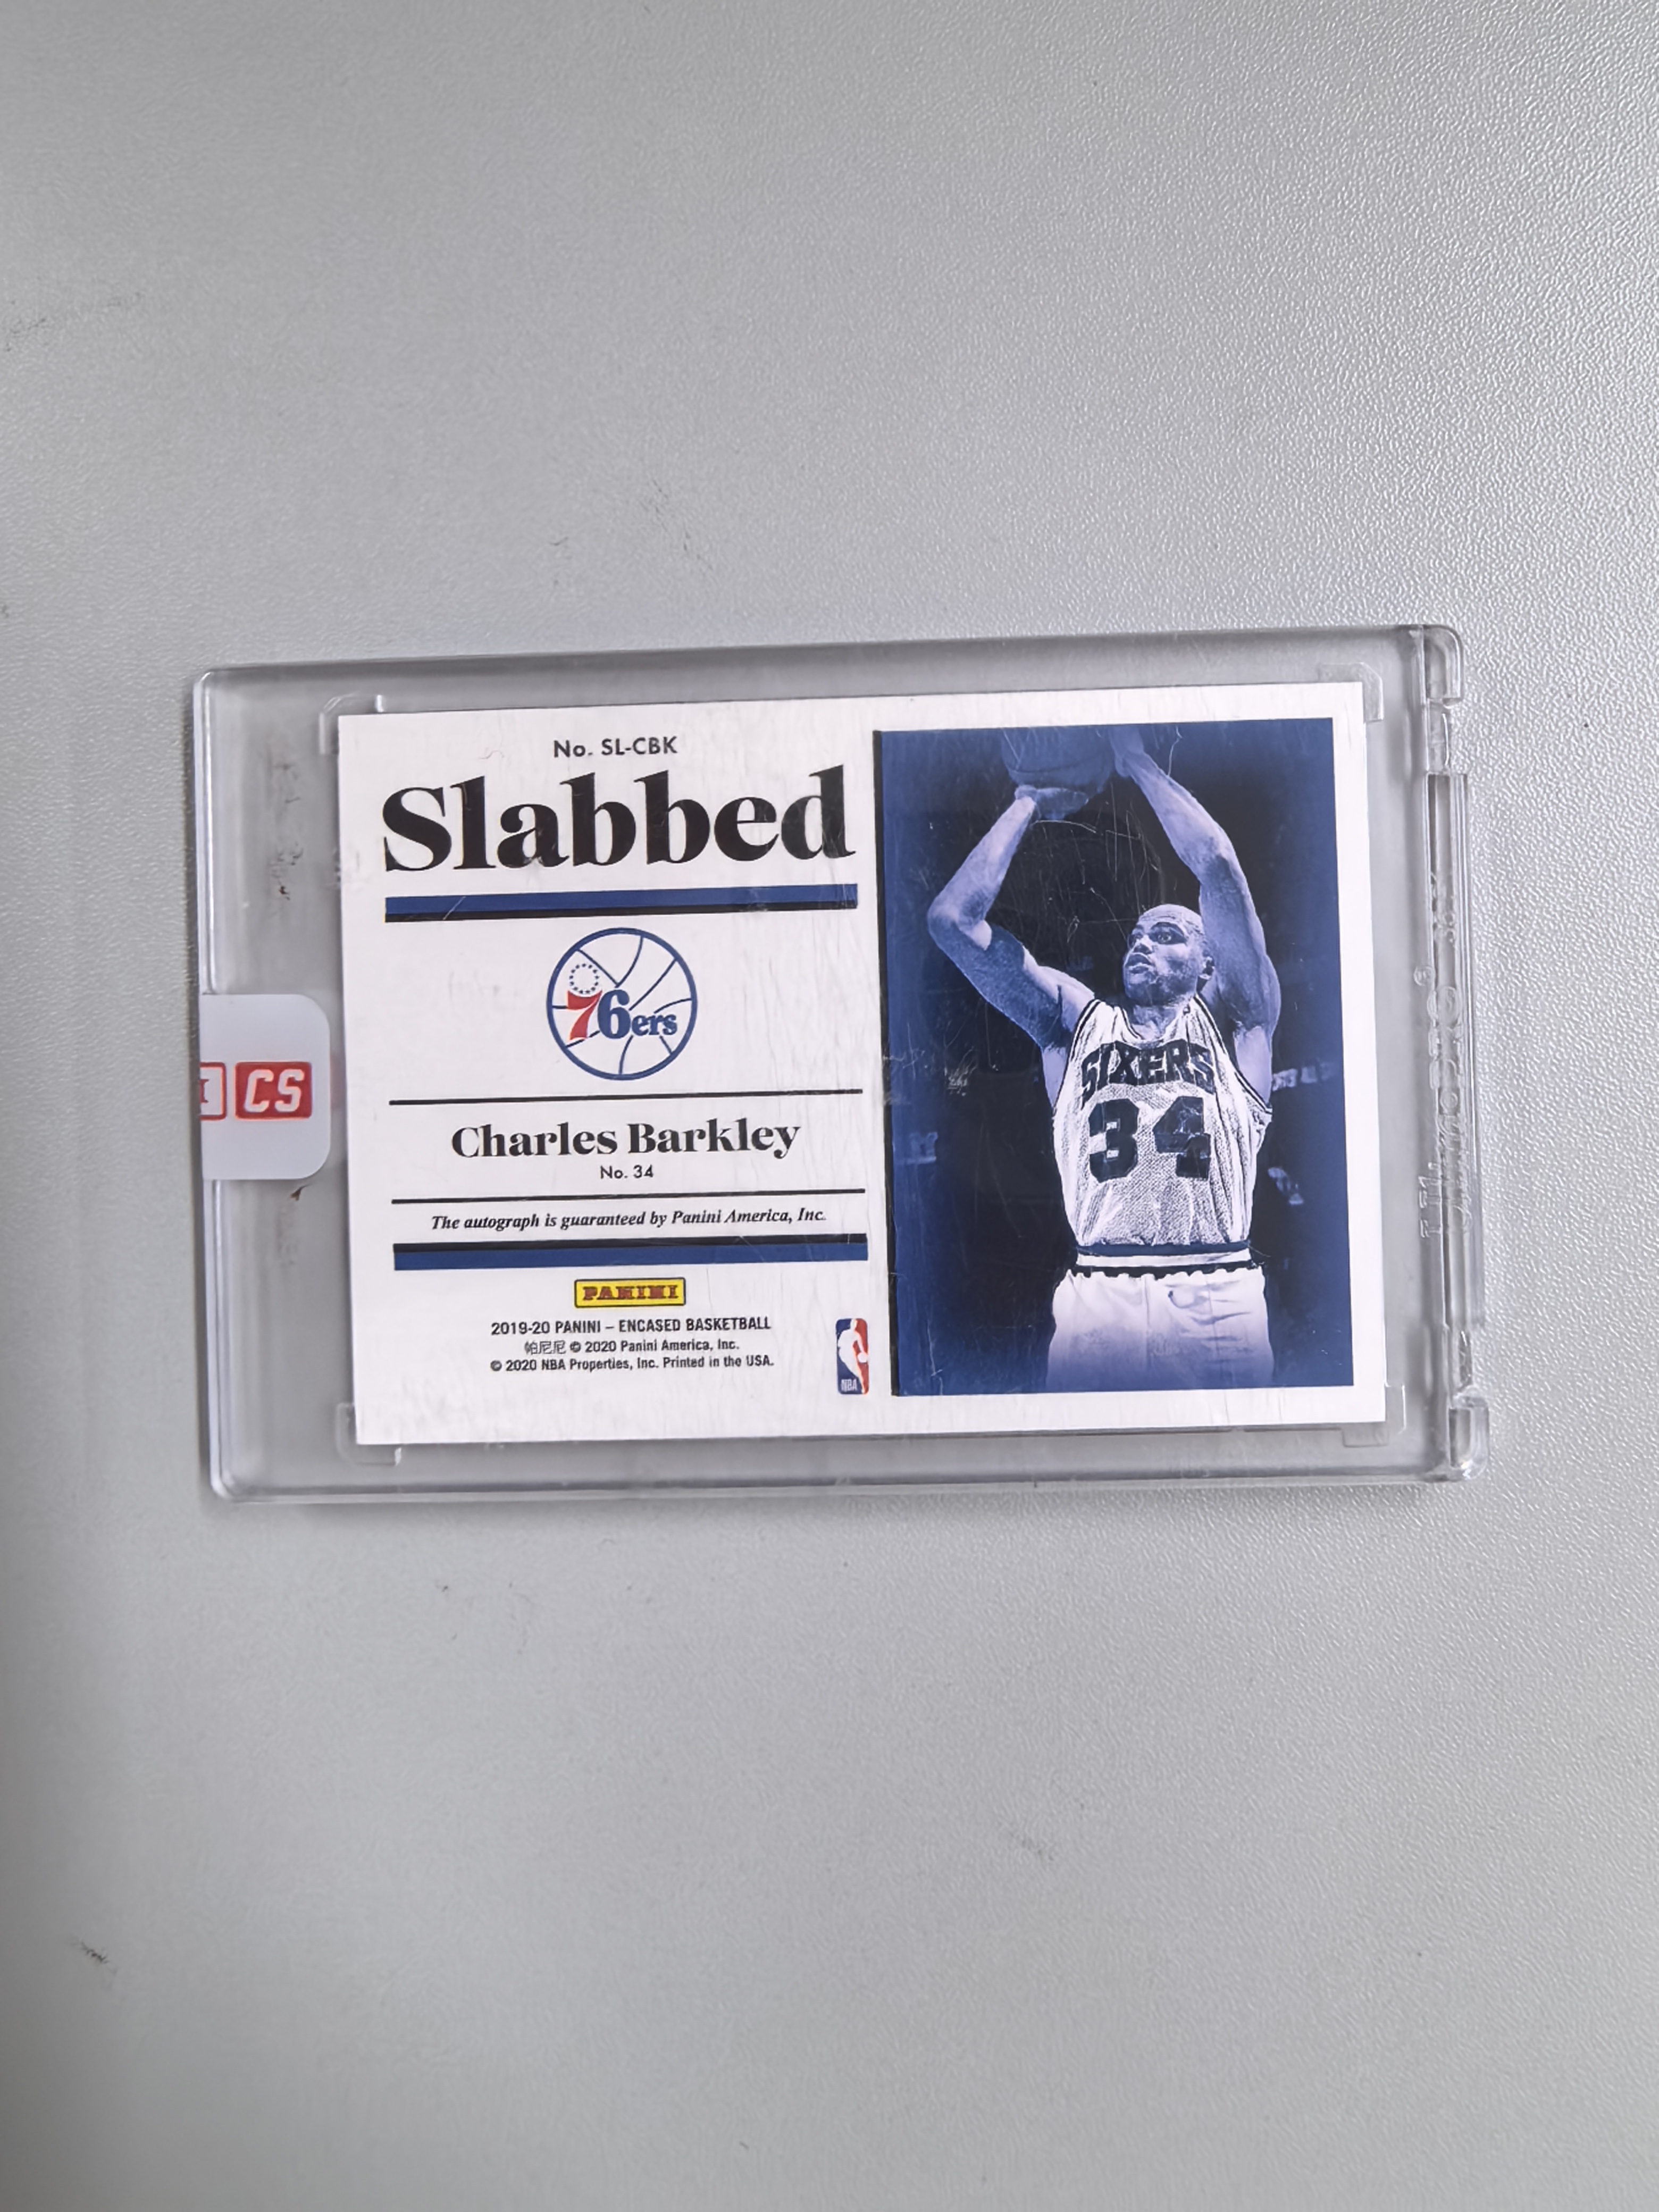 No. SL-CBK
Slabbed
76ers
CS
Charles Barkley
No. 34
The autograph is guaranteed by Panini America, Inc.
PANINI
2019-20 PANINI – ENCASED BASKETBALL
帕尼尼 © 2020 Panini America, Inc.
© 2020 NBA Properties, Inc. Printed in the USA.
NBA
SIXERS
34